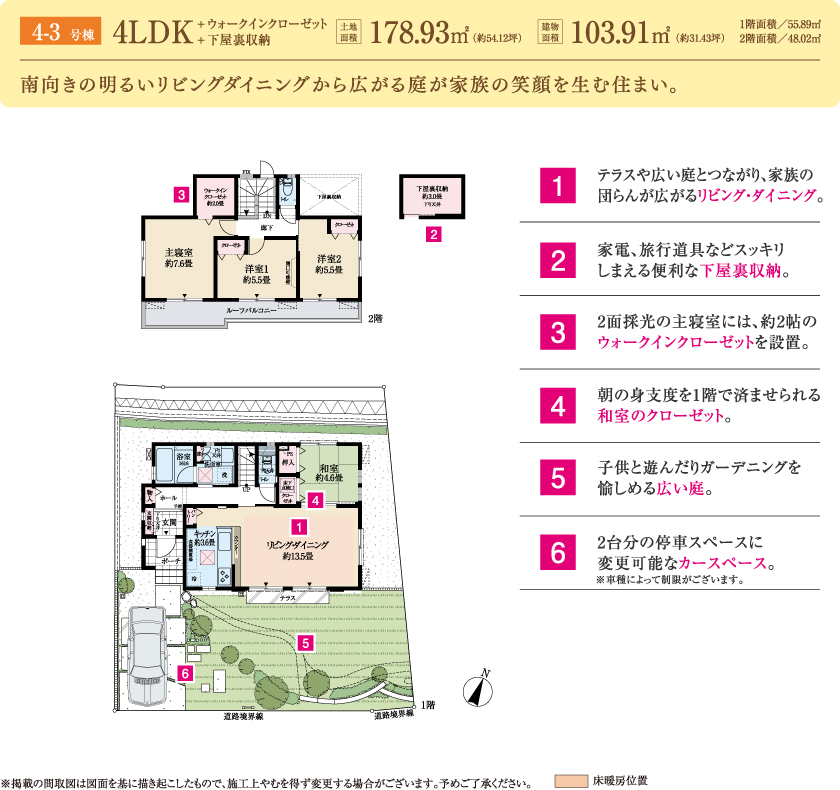 4-3 号棟
4LDK
+ウォークインクローゼット
+下屋裏収納
土地面積
178.93㎡(約54.12坪)
建物面積
103.91㎡(約31.43坪)
1階面積／55.89㎡
2階面積／48.02㎡
南向きの明るいリビングダイニングから広がる庭が家族の笑顔を生む住まい。
FIX
3
ウォークイン
クローゼット
約2.0畳
DN
トイレ
下屋裏収納
廊下
クローゼット
クローゼット
主寝室
約7.6畳
洋室1
約5.5畳
洋室2
約5.5畳
ルーフバルコニー
2階
下屋裏収納
約3.0畳
下り天井
2
浴室
1616
洗
UP
押入
和室
約4.6畳
物入
ホール
クローゼット
4
玄関収納
玄関
1
キッチン
約3.6畳
リビングダイニング
約13.5畳
ポーチ
冷
テラス
5
6
N
1階
道路境界線
道路境界線
1
テラスや広い庭とつながり、家族の
団らんが広がるリビング・ダイニング。
2
家電、旅行道具などスッキリ
しまえる便利な下屋裏収納。
3
2面採光の主寝室には、約2帖の
ウォークインクローゼットを設置。
4
朝の身支度を1階で済ませられる
和室のクローゼット。
5
子供と遊んだりガーデニングを
愉しめる広い庭。
6
2台分の停車スペースに
変更可能なカースペース。
※車種によって制限がございます。
※掲載の間取図は図面を基に描き起こしたもので、施工上やむを得ず変更する場合がございます。予めご了承ください。
床暖房位置